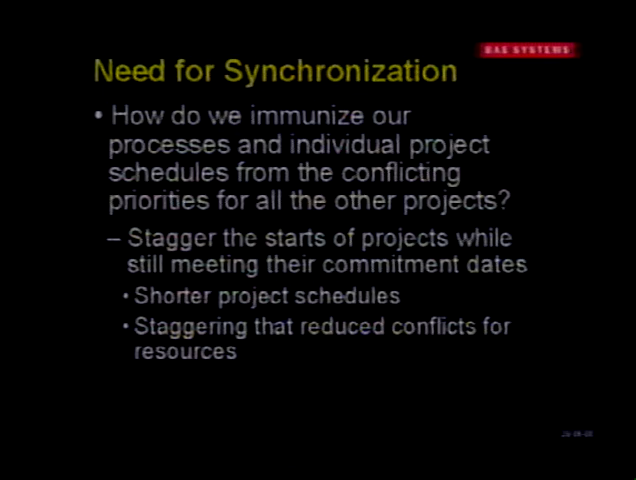 BAE SYSTEMS
Need for Synchronization
• How do we immunize our
processes and individual project
schedules from the conflicting
priorities for all the other projects?
– Stagger the starts of projects while
still meeting their commitment dates
• Shorter project schedules
• Staggering that reduced conflicts for
resources